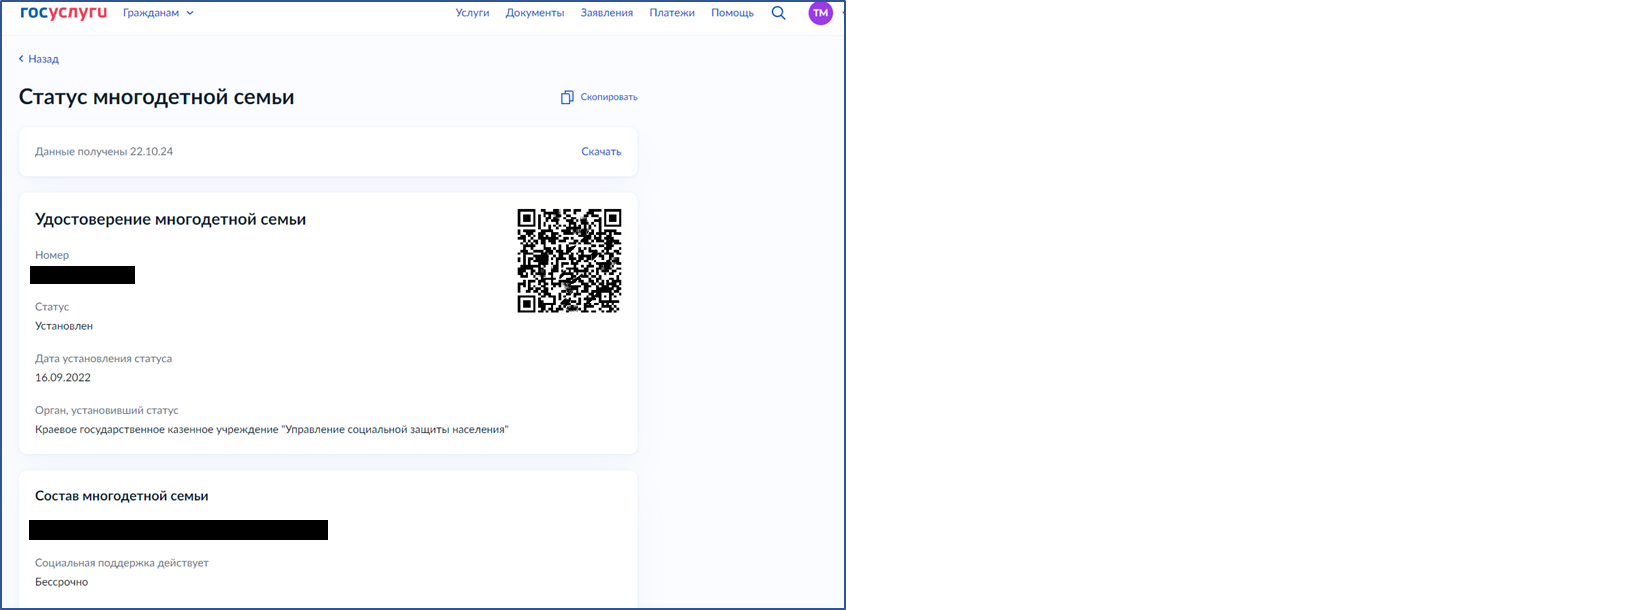 госуслуги Гражданам Услуги Документы Заявления Платежи Помощь ТМ
Назад
Статус многодетной семьи Скопировать
Данные получены 22.10.24 Скачать
Удостоверение многодетной семьи
Номер
Статус
Установлен
Дата установления статуса
16.09.2022
Орган, установивший статус
Краевое государственное казенное учреждение "Управление социальной защиты населения"
Состав многодетной семьи
Социальная поддержка действует
Бессрочно